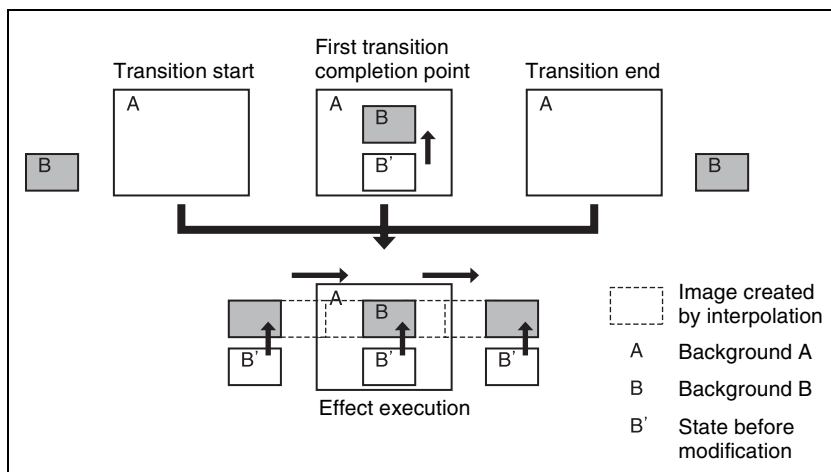 Transition start
First transition
completion point
Transition end
A
A
A
B
B
B'
B
A
B
B'
B'
B'
Effect execution
Image created
by interpolation
A Background A
B Background B
B' State before
modification